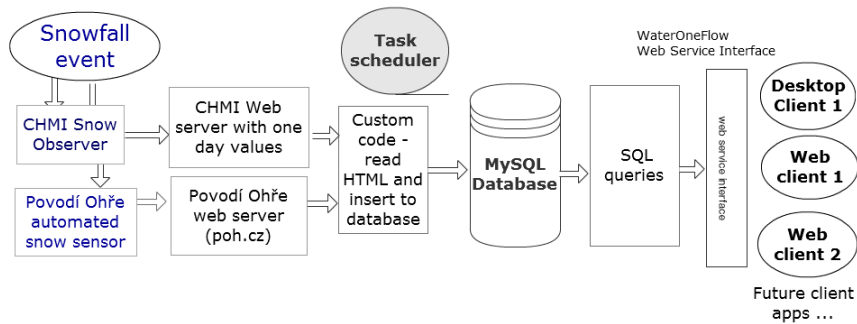 Snowfall
event
CHMI Snow
Observer
Povodí Ohře
automated
snow sensor
CHMI Web
server with one
day values
Povodí Ohře
web server
(poh.cz)
Task
scheduler
Custom
code -
read
HTML and
insert to
database
MySQL
Database
SQL
queries
WaterOneFlow
Web Service Interface
web service interface
Desktop
Client 1
Web
client 1
Web
client 2
Future client
apps ...